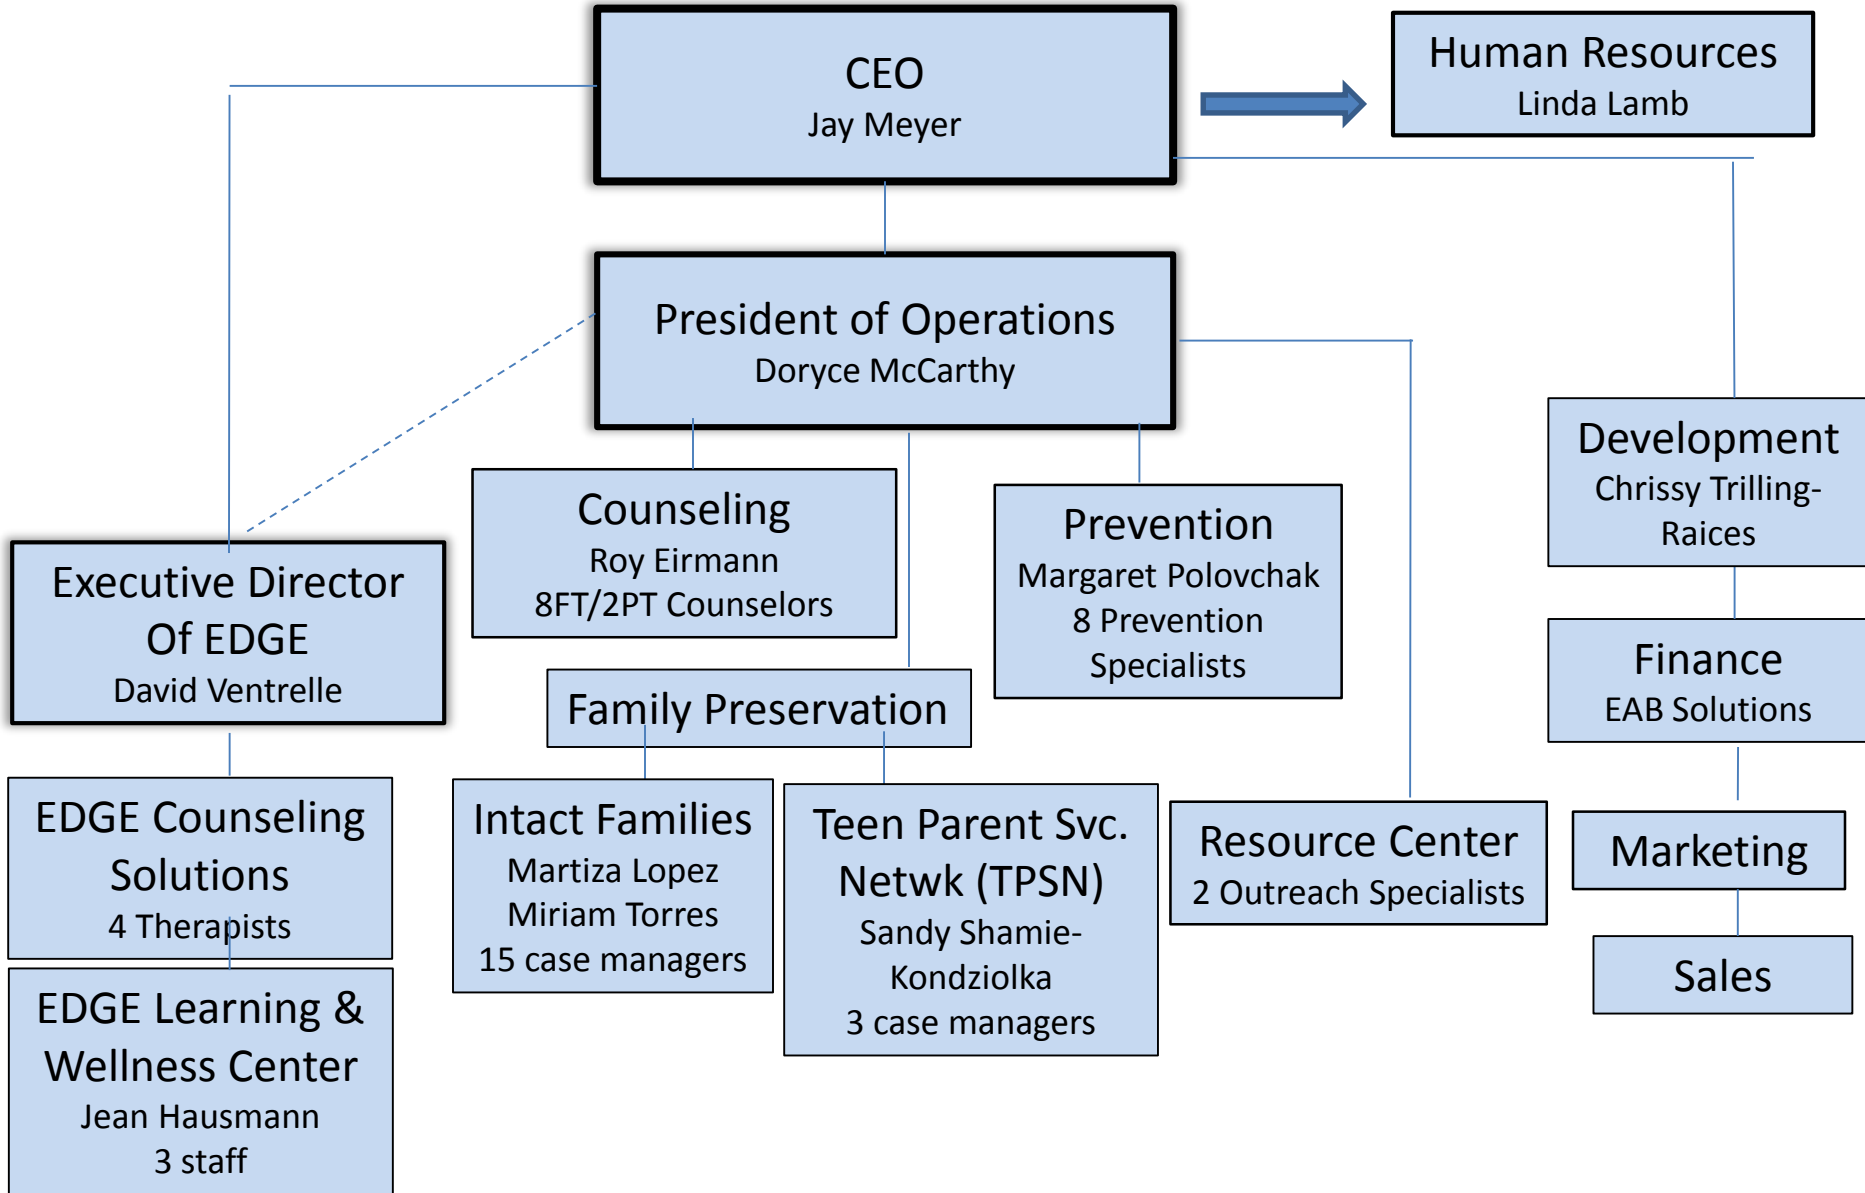 CEO
Jay Meyer
Human Resources
Linda Lamb
President of Operations
Doryce McCarthy
Executive Director
Of EDGE
David Ventrelle
Counseling
Roy Eirmann
8FT/2PT Counselors
Prevention
Margaret Polovchak
8 Prevention
Specialists
Development
Chrissy Trilling-
Raices
Family Preservation
Finance
EAB Solutions
EDGE Counseling
Solutions
4 Therapists
Intact Families
Martiza Lopez
Miriam Torres
15 case managers
Teen Parent Svc.
Netwk (TPSN)
Sandy Shamie-
Kondziolka
3 case managers
Resource Center
2 Outreach Specialists
Marketing
Sales
EDGE Learning &
Wellness Center
Jean Hausmann
3 staff